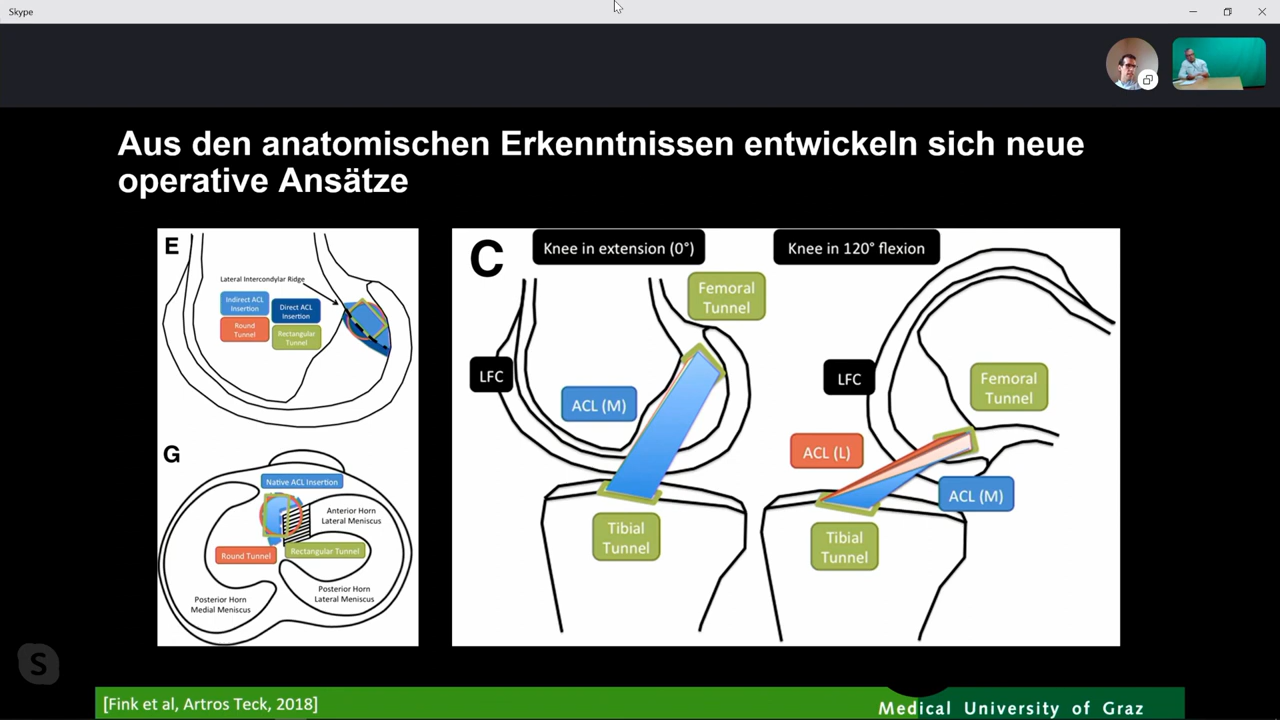 Skype
Aus den anatomischen Erkenntnissen entwickeln sich neue
operative Ansätze
E
Lateral Intercondylar Ridge
Indirect ACL
Insertion
Direct ACL
Insertion
Round
Tunnel
Rectangular
Tunnel
G
Native ACL Insertion
Anterior Horn
Lateral Meniscus
Round Tunnel
Rectangular Tunnel
Posterior Horn
Medial Meniscus
Posterior Horn
Lateral Meniscus
C
Knee in extension (0°)
Femoral
Tunnel
LFC
ACL (M)
Tibial
Tunnel
Knee in 120° flexion
LFC
Femoral
Tunnel
ACL (L)
ACL (M)
Tibial
Tunnel
S
[Fink et al, Artros Teck, 2018]
Medical University of Graz